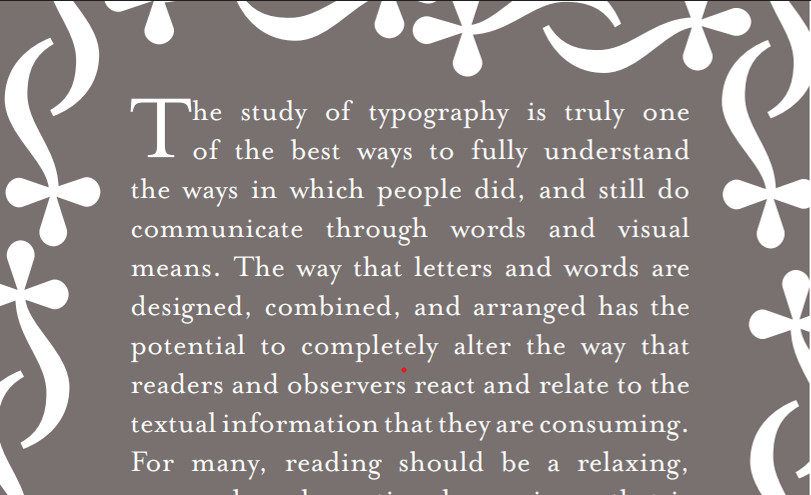 The study of typography is truly one
of the best ways to fully understand
the ways in which people did, and still do
communicate through words and visual
means. The way that letters and words are
designed, combined, and arranged has the
potential to completely alter the way that
readers and observers react and relate to the
textual information that they are consuming.
For many, reading should be a relaxing,